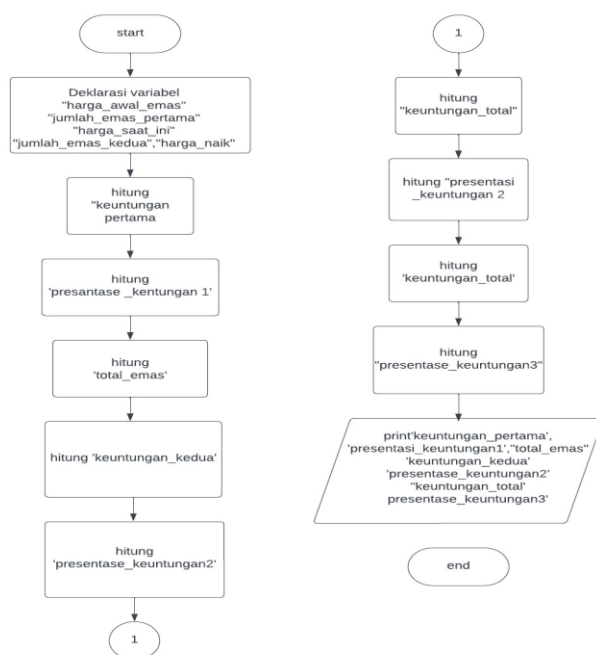 start
Deklarasi variabel
"harga_awal_emas"
"jumlah_emas_pertama"
"harga_saat_ini"
"jumlah_emas_kedua","harga_naik"
hitung
"keuntungan
pertama
hitung
'presantase _kentungan 1'
hitung
'total_emas'
hitung 'keuntungan_kedua'
hitung
'presentase_keuntungan2'
1
1
hitung
"keuntungan_total"
hitung "presentasi
_keuntungan 2
hitung
'keuntungan_total'
hitung
"presentase_keuntungan3"
print'keuntungan_pertama',
'presentasi_keuntungan1',"total_emas"
'keuntungan_kedua'
'presentase_keuntungan2'
"keuntungan_total'
presentase_keuntungan3'
end